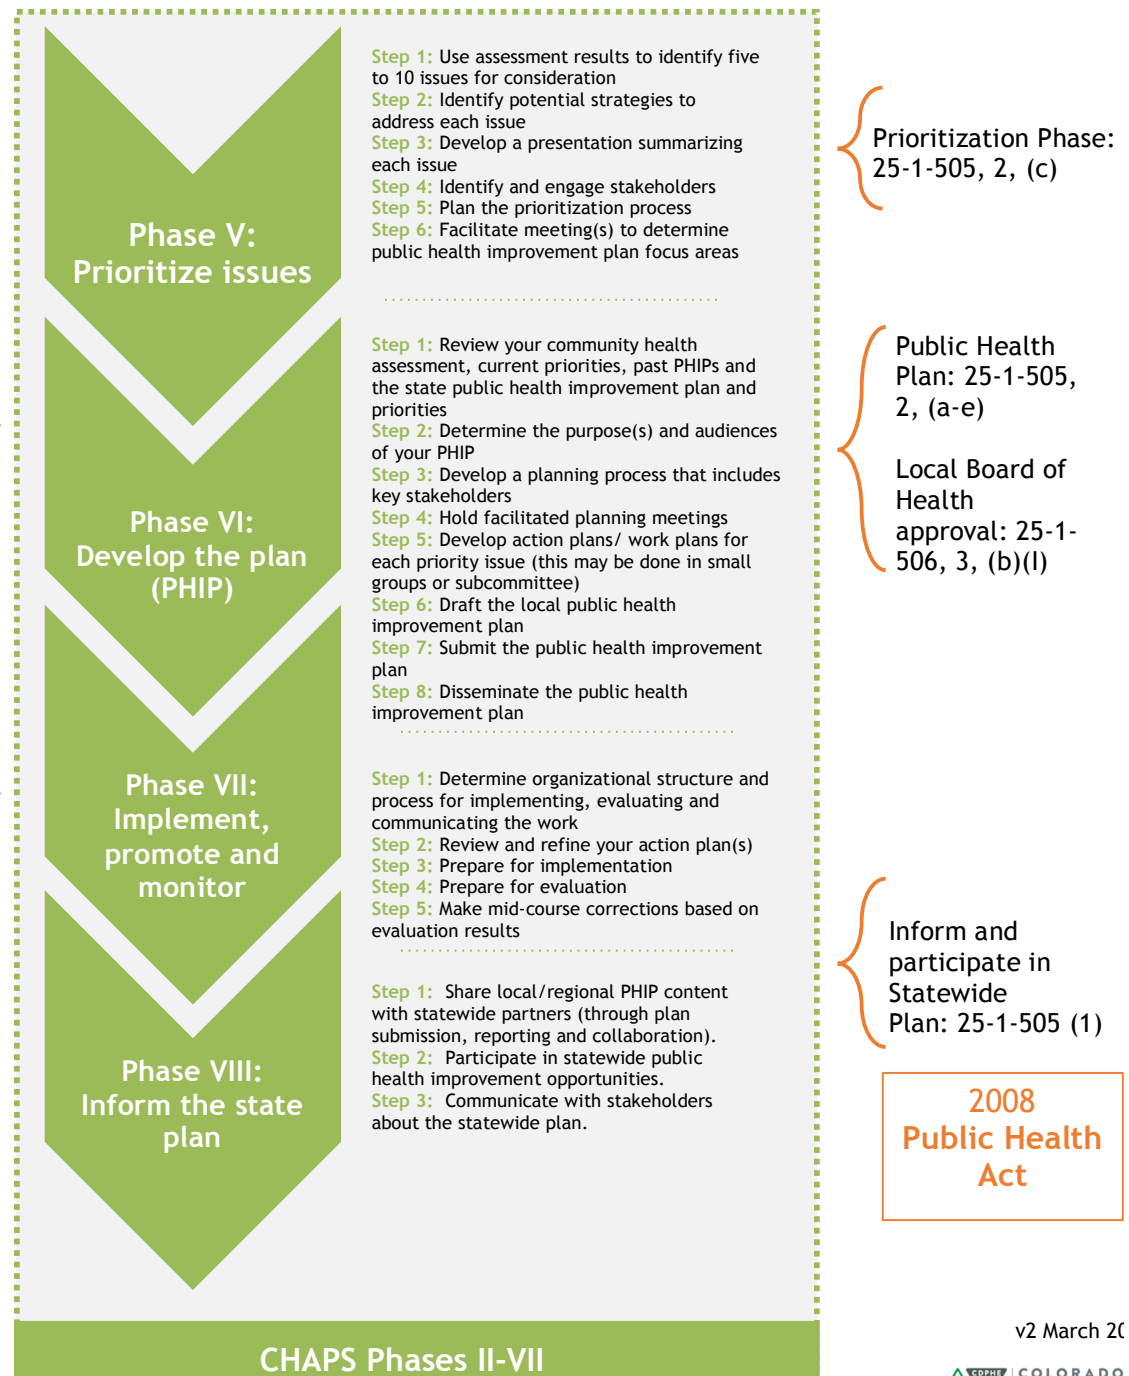 Phase V:
Prioritize issues
Step 1: Use assessment results to identify five
to 10 issues for consideration
Step 2: Identify potential strategies to
address each issue
Step 3: Develop a presentation summarizing
each issue
Step 4: Identify and engage stakeholders
Step 5: Plan the prioritization process
Step 6: Facilitate meeting(s) to determine
public health improvement plan focus areas
Prioritization Phase:
25-1-505, 2, (c)
Phase VI:
Develop the plan
(PHIP)
Step 1: Review your community health
assessment, current priorities, past PHIPs and
the state public health improvement plan and
priorities
Step 2: Determine the purpose(s) and audiences
of your PHIP
Step 3: Develop a planning process that includes
key stakeholders
Step 4: Hold facilitated planning meetings
Step 5: Develop action plans/ work plans for
each priority issue (this may be done in small
groups or subcommittee)
Step 6: Draft the local public health
improvement plan
Step 7: Submit the public health improvement
plan
Step 8: Disseminate the public health
improvement plan
Public Health
Plan: 25-1-505,
2, (a-e)
Local Board of
Health
approval: 25-1-
506, 3, (b)(l)
Phase VII:
Implement,
promote and
monitor
Step 1: Determine organizational structure and
process for implementing, evaluating and
communicating the work
Step 2: Review and refine your action plan(s)
Step 3: Prepare for implementation
Step 4: Prepare for evaluation
Step 5: Make mid-course corrections based on
evaluation results
Phase VIII:
Inform the state
plan
Step 1: Share local/regional PHIP content
with statewide partners (through plan
submission, reporting and collaboration).
Step 2: Participate in statewide public
health improvement opportunities.
Step 3: Communicate with stakeholders
about the statewide plan.
Inform and
participate in
Statewide
Plan: 25-1-505 (1)
2008
Public Health
Act
v2 March 20
CHAPS Phases II-VII
CDPHE COLORADO